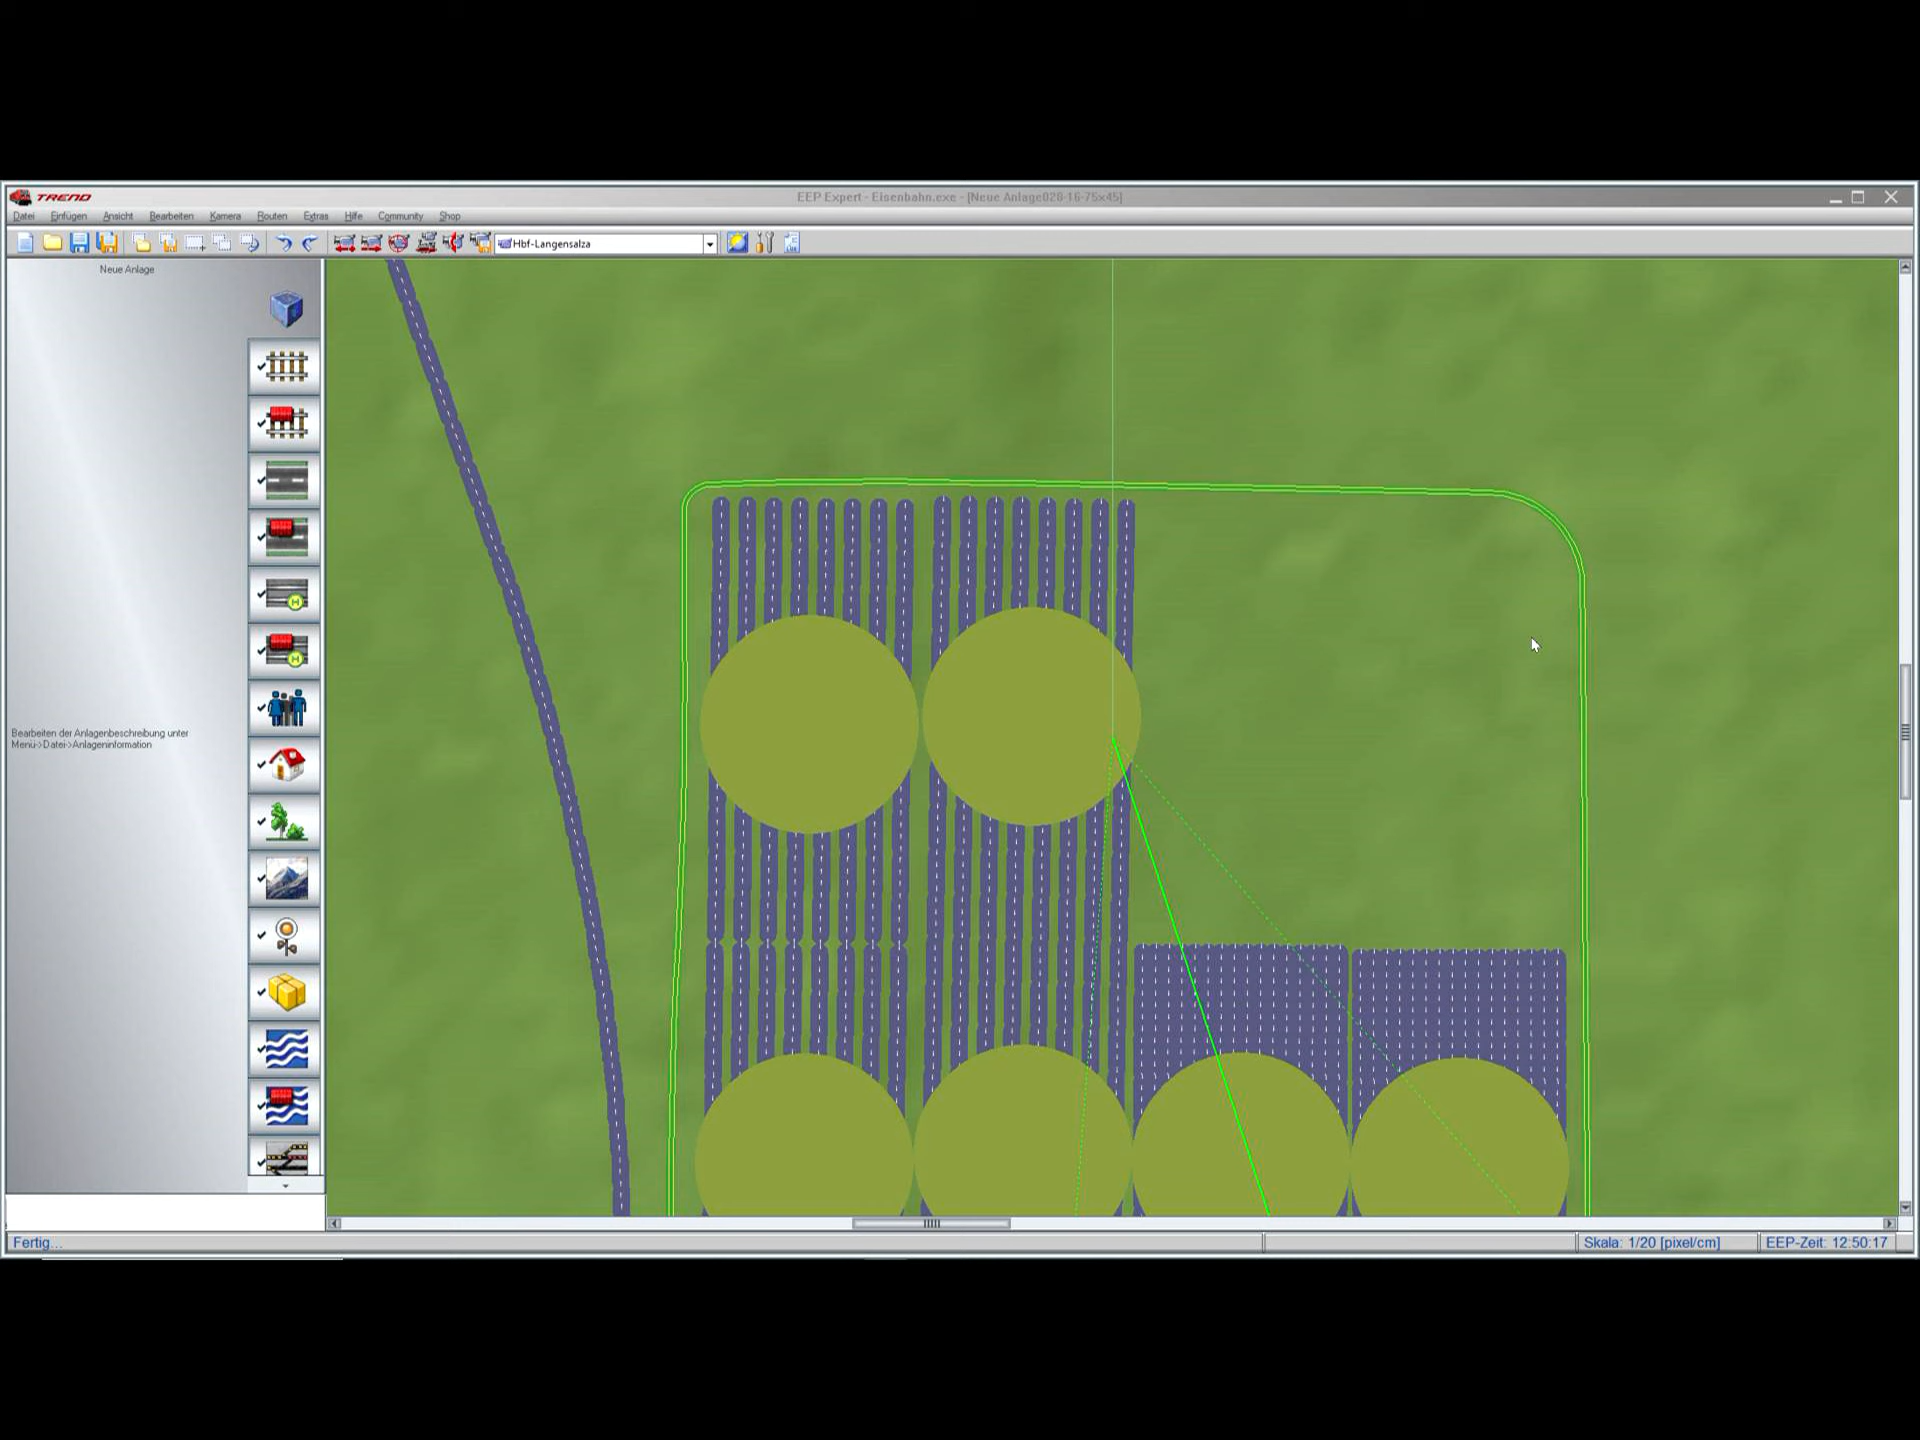 TREND
EEP Expert - Eisenbahn.exe - [Neue Anlage028-16-75x45]
Datei Einfügen Ansicht Bearbeiten Kamera Routen Extras Hilfe Community Shop
Hbf-Langensalza
Neue Anlage
Bearbeiten der Anlagenbeschreibung unter
Menü->Datei->Anlageninformation
Fertig...
Skala: 1/20 [pixel/cm]
EEP-Zeit: 12:50:17